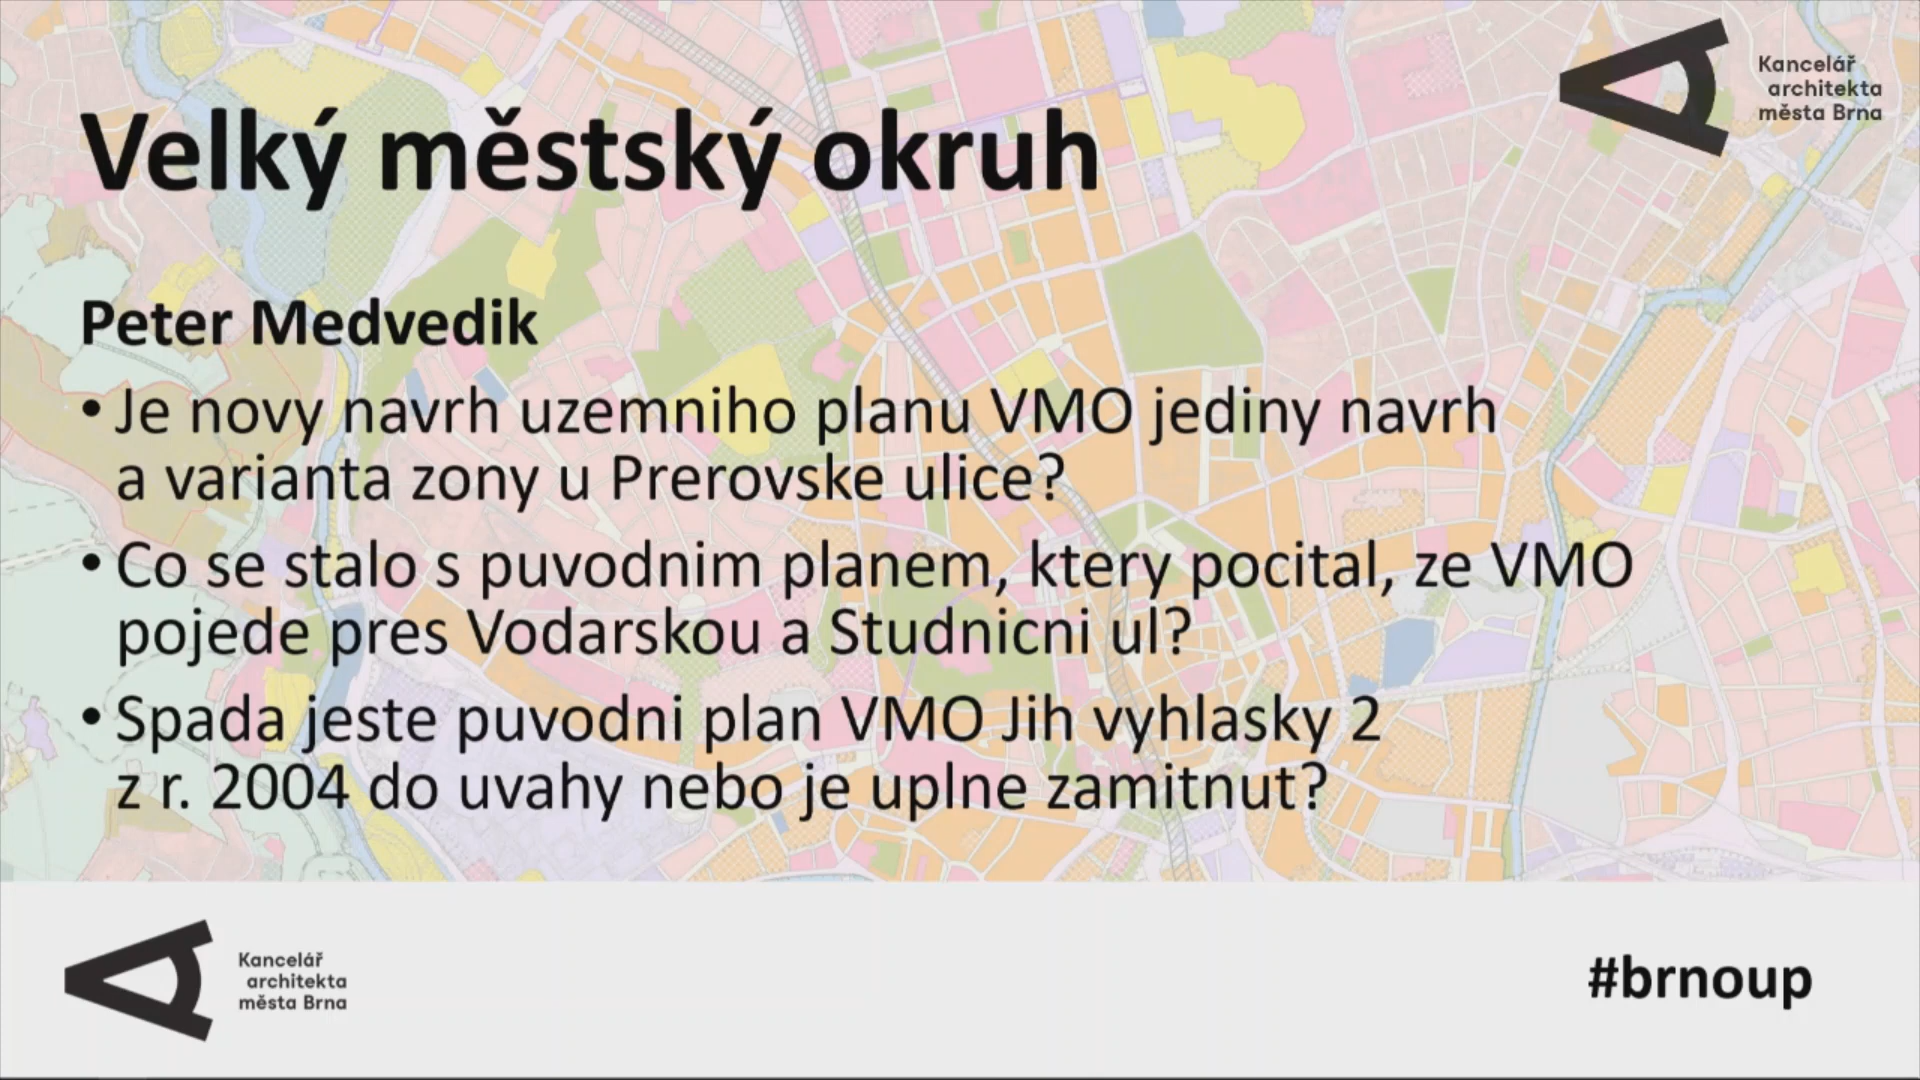 Kancelář
architekta
města Brna
Velký městský okruh
Peter Medvedik
• Je novy navrh uzemniho planu VMO jediny navrh
a varianta zony u Prerovske ulice?
• Co se stalo s puvodnim planem, ktery pocital, ze VMO
pojede pres Vodarskou a Studnicni ul?
• Spada jeste puvodni plan VMO Jih vyhlasky 2
z r. 2004 do uvahy nebo je uplne zamitnut?
Kancelář
architekta
města Brna
#brnoup